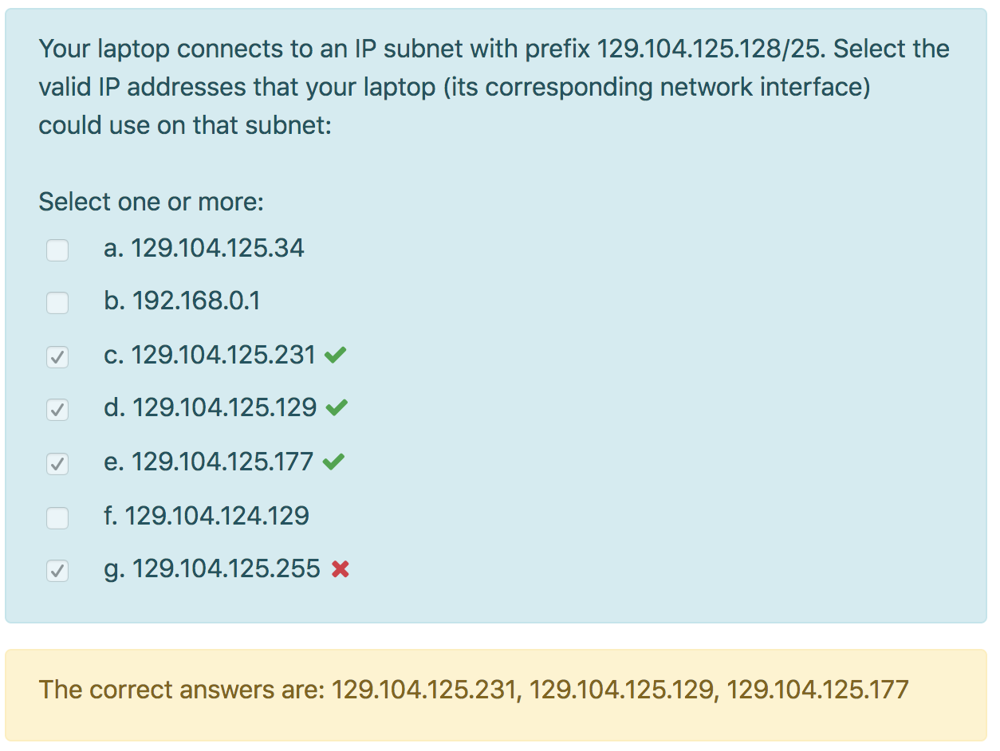 Your laptop connects to an IP subnet with prefix 129.104.125.128/25. Select the
valid IP addresses that your laptop (its corresponding network interface)
could use on that subnet:
Select one or more:
a. 129.104.125.34
b. 192.168.0.1
c. 129.104.125.231
d. 129.104.125.129
e. 129.104.125.177
f. 129.104.124.129
g. 129.104.125.255
The correct answers are: 129.104.125.231, 129.104.125.129, 129.104.125.177